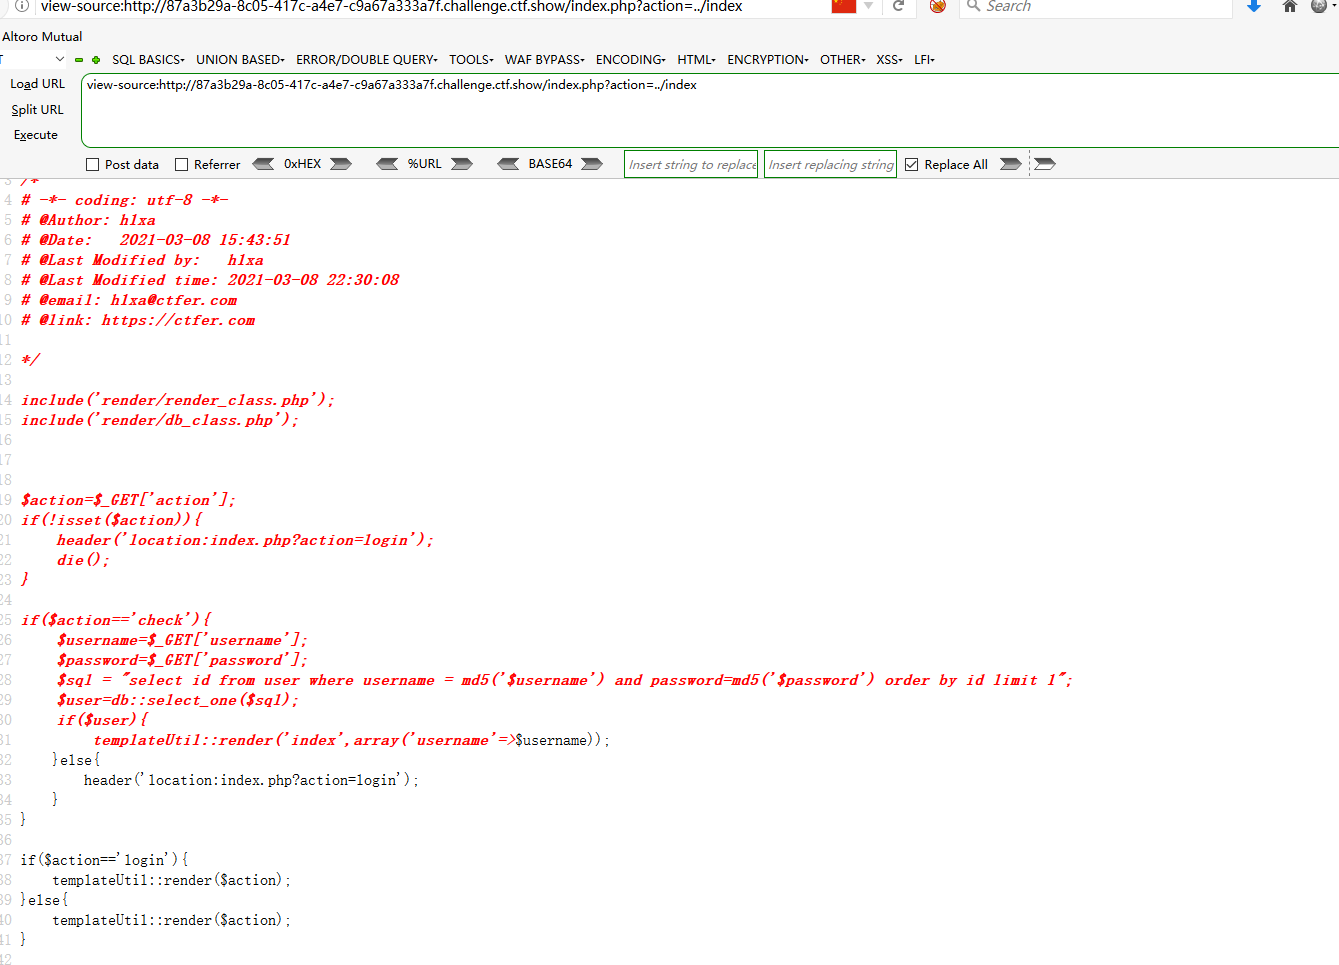 view-source:http://87a3b29a-8c05-417c-a4e7-c9a67a333a7f.challenge.ctf.show/index.php?action=../index
Search
Altoro Mutual
SQL BASICS UNION BASED ERROR/DOUBLE QUERY TOOLS WAF BYPASS ENCODING HTML ENCRYPTION OTHER XSS LFI
Load URL
view-source:http://87a3b29a-8c05-417c-a4e7-c9a67a333a7f.challenge.ctf.show/index.php?action=../index
Split URL
Execute
Post data Referrer 0xHEX %URL BASE64 Insert string to replace Insert replacing string Replace All
3 /*
4 # -*- coding: utf-8 -*-
5 # @Author: h1xa
6 # @Date:   2021-03-08 15:43:51
7 # @Last Modified by:   h1xa
8 # @Last Modified time: 2021-03-08 22:30:08
9 # @email: h1xa@ctfer.com
10 # @link: https://ctfer.com
11
12 */
13
14 include('render/render_class.php');
15 include('render/db_class.php');
16
17
18
19 $action=$_GET['action'];
20 if(!isset($action)){
21     header('location:index.php?action=login');
22     die();
23 }
24
25 if($action=='check'){
26     $username=$_GET['username'];
27     $password=$_GET['password'];
28     $sql = "select id from user where username = md5('$username') and password=md5('$password') order by id limit 1";
29     $user=db::select_one($sql);
30     if($user){
31         templateUtil::render('index',array('username'=>$username));
32     }else{
33         header('location:index.php?action=login');
34     }
35 }
36
37 if($action=='login'){
38     templateUtil::render($action);
39 }else{
40     templateUtil::render($action);
41 }
42